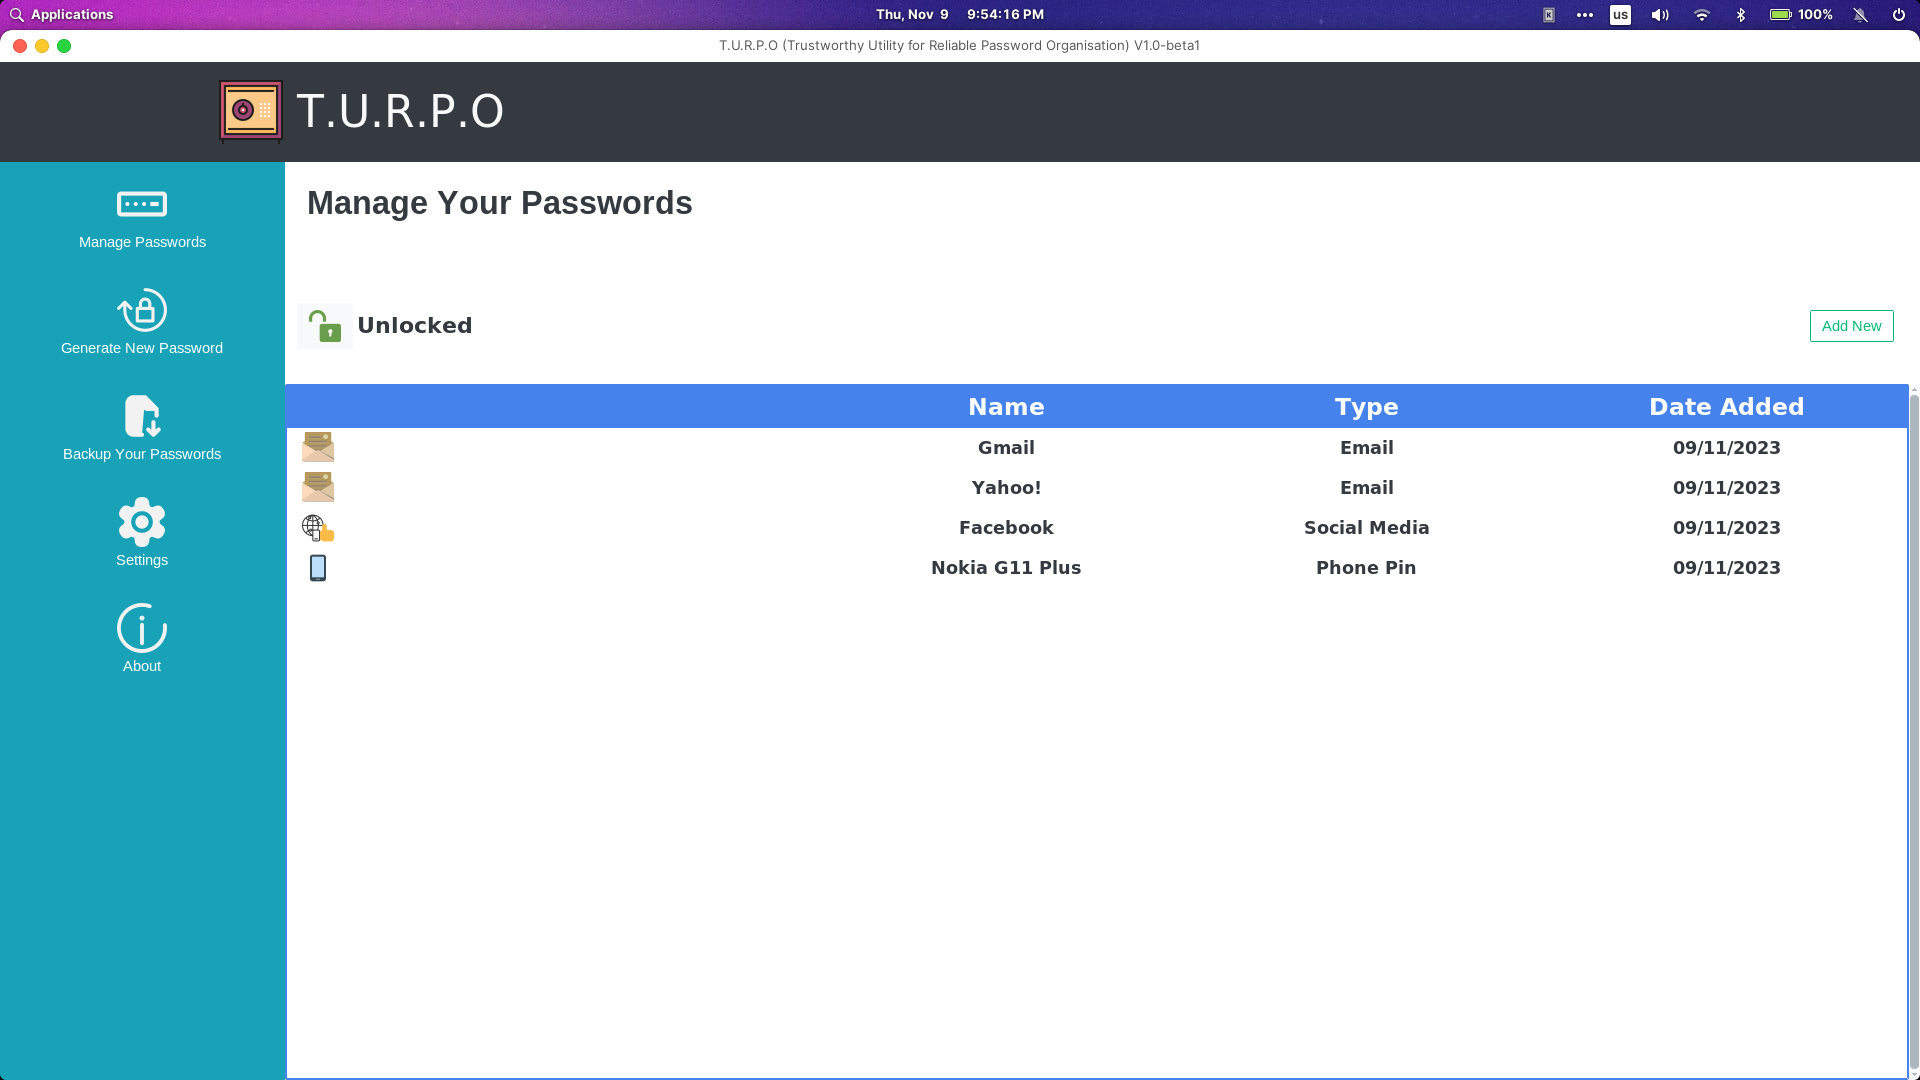 Applications
Thu, Nov 9 9:54:16 PM
us
100%
T.U.R.P.O (Trustworthy Utility for Reliable Password Organisation) V1.0-beta1
T.U.R.P.O
Manage Passwords
Generate New Password
Backup Your Passwords
Settings
About
Manage Your Passwords
Unlocked
Add New
Name Type Date Added
Gmail Email 09/11/2023
Yahoo! Email 09/11/2023
Facebook Social Media 09/11/2023
Nokia G11 Plus Phone Pin 09/11/2023